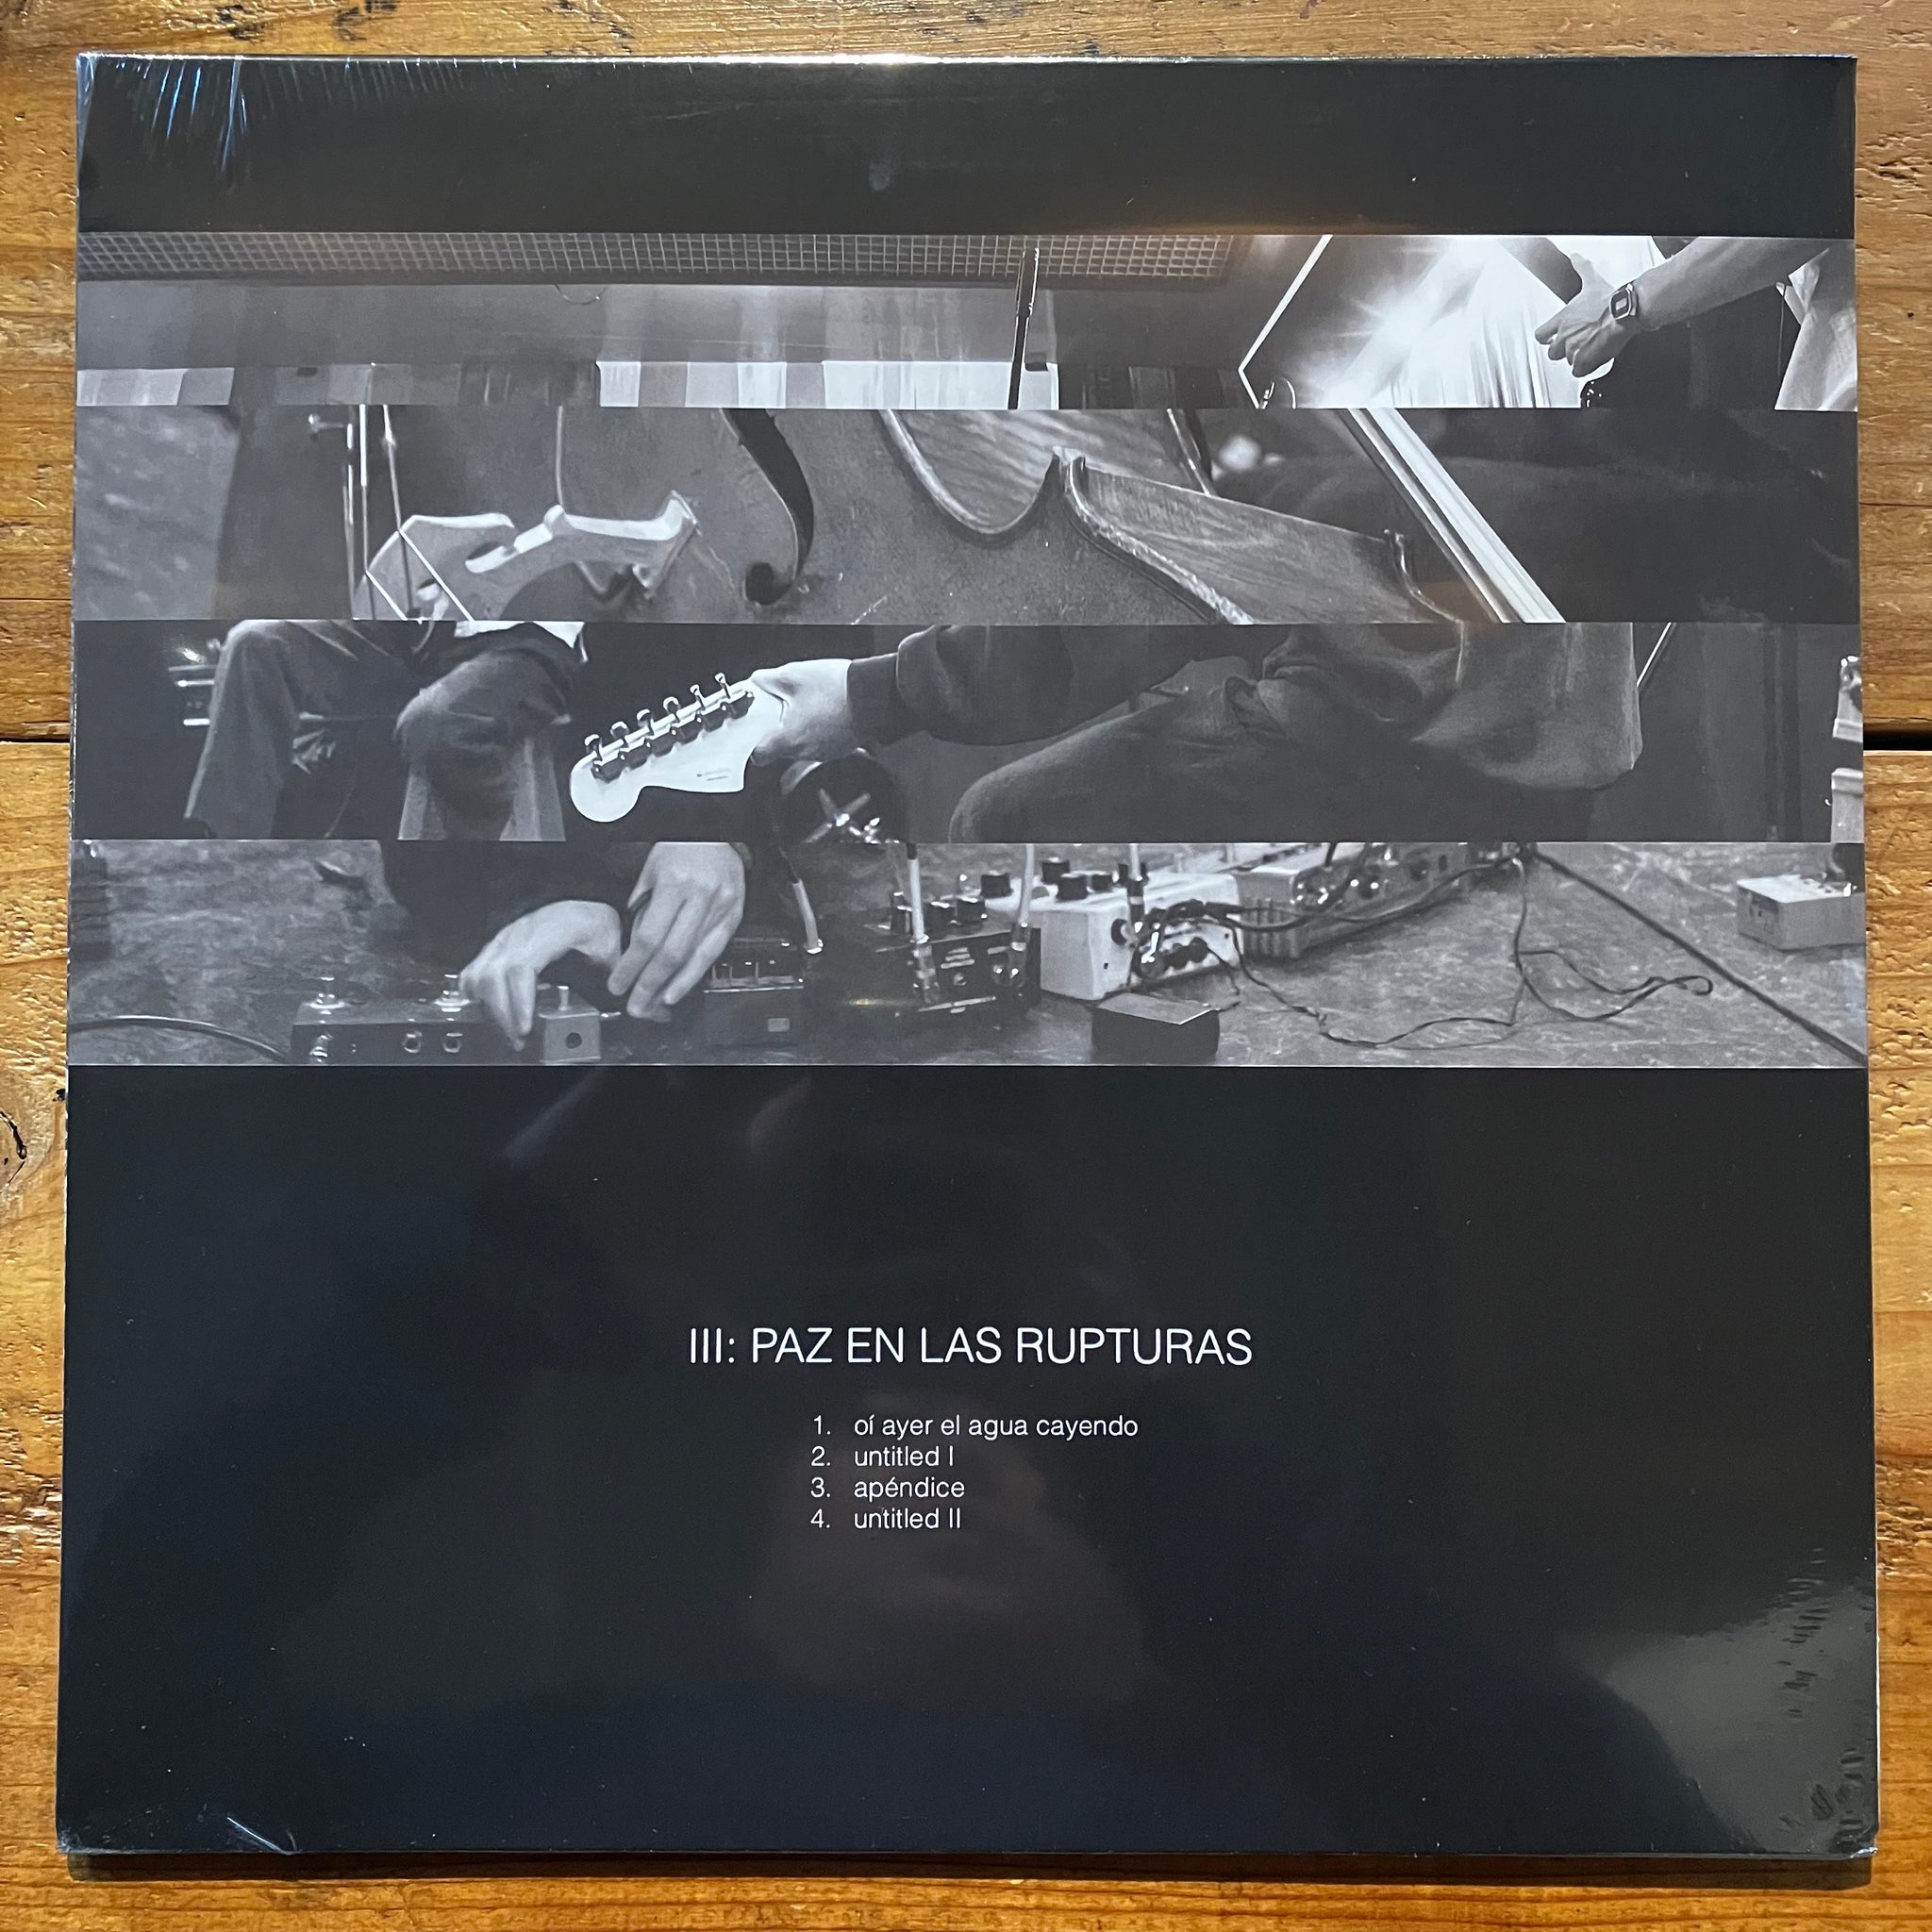 III: PAZ EN LAS RUPTURAS
1. oí ayer el agua cayendo
2. untitled I
3. apéndice
4. untitled II